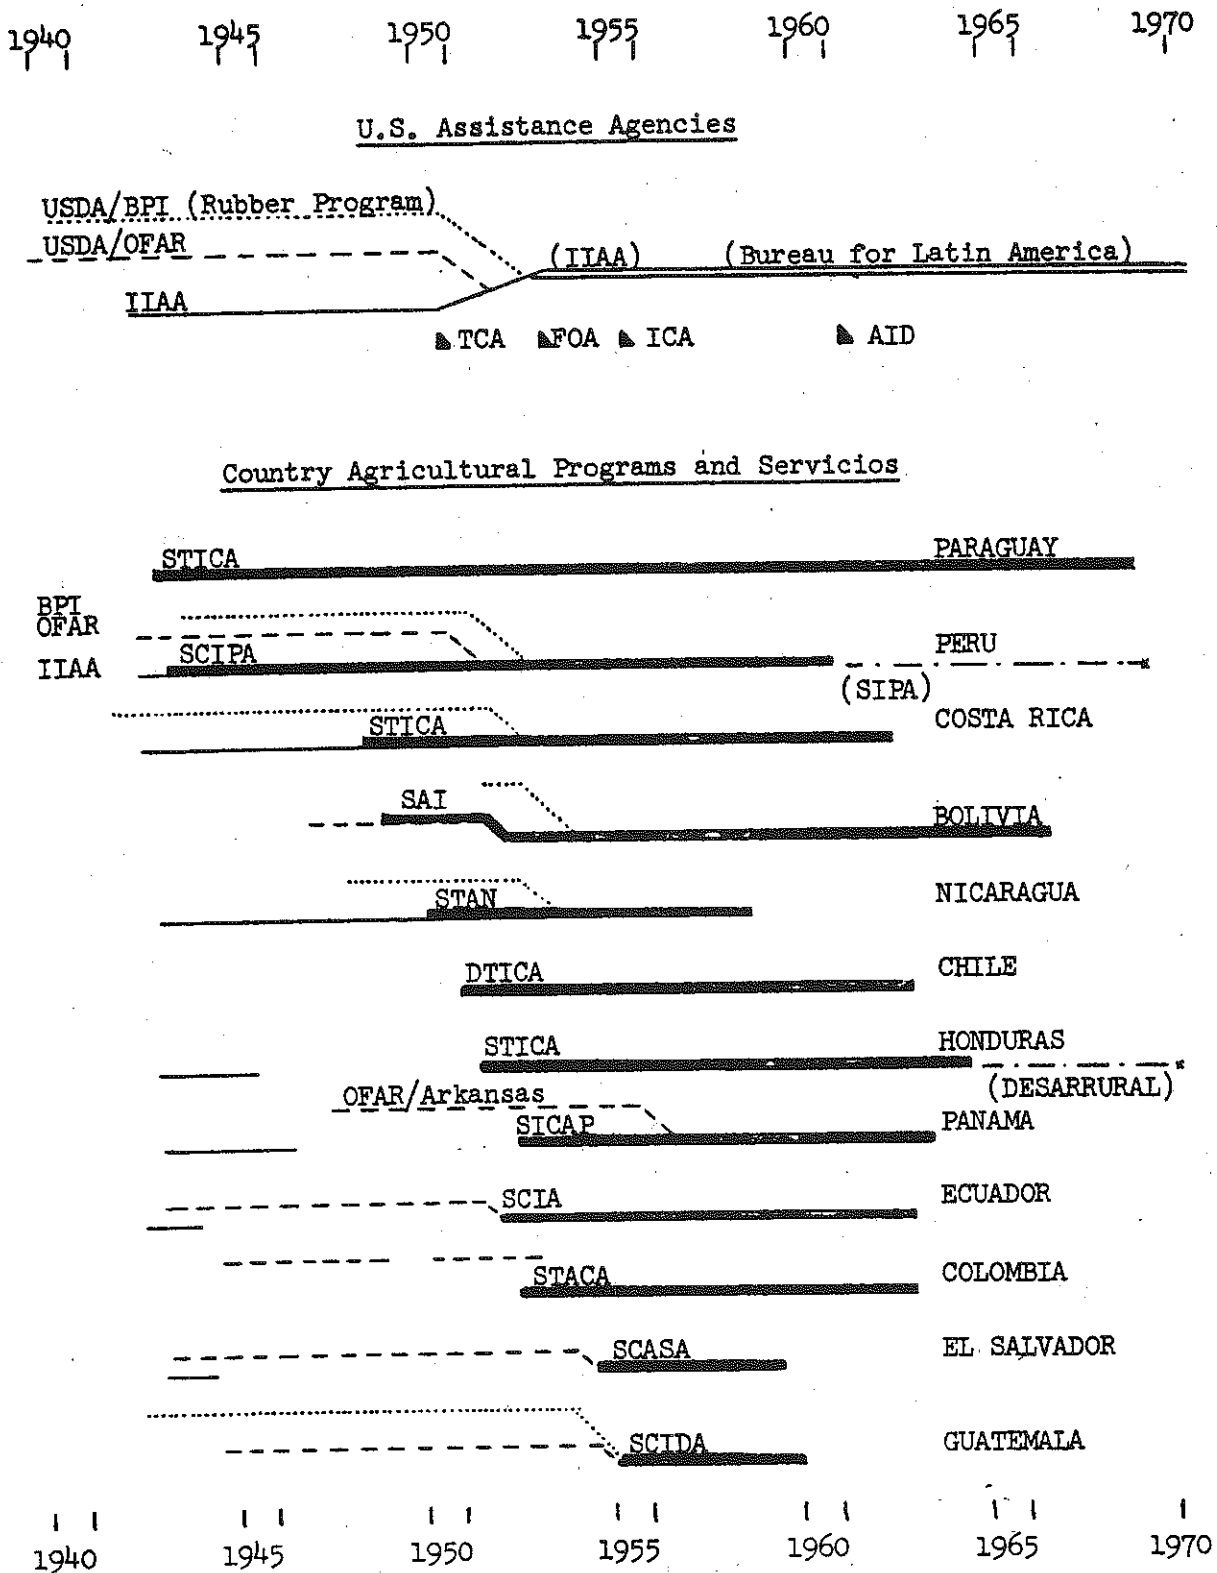 1940 1945 1950 1955 1960 1965 1970
U.S. Assistance Agencies
USDA/BPI (Rubber Program)
USDA/OFAR
(IIAA) (Bureau for Latin America)
IIAA
TCA FOA ICA AID
Country Agricultural Programs and Servicios
STICA PARAGUAY
BPI
OFAR
IIAA SCIPA PERU
(SIPA)
STICA COSTA RICA
SAI BOLIVIA
STAN NICARAGUA
DTICA CHILE
STICA HONDURAS
(DESARRURAL)
OFAR/Arkansas
SICAP PANAMA
SCIA ECUADOR
STACA COLOMBIA
SCASA EL SALVADOR
SCIDA GUATEMALA
1940 1945 1950 1955 1960 1965 1970